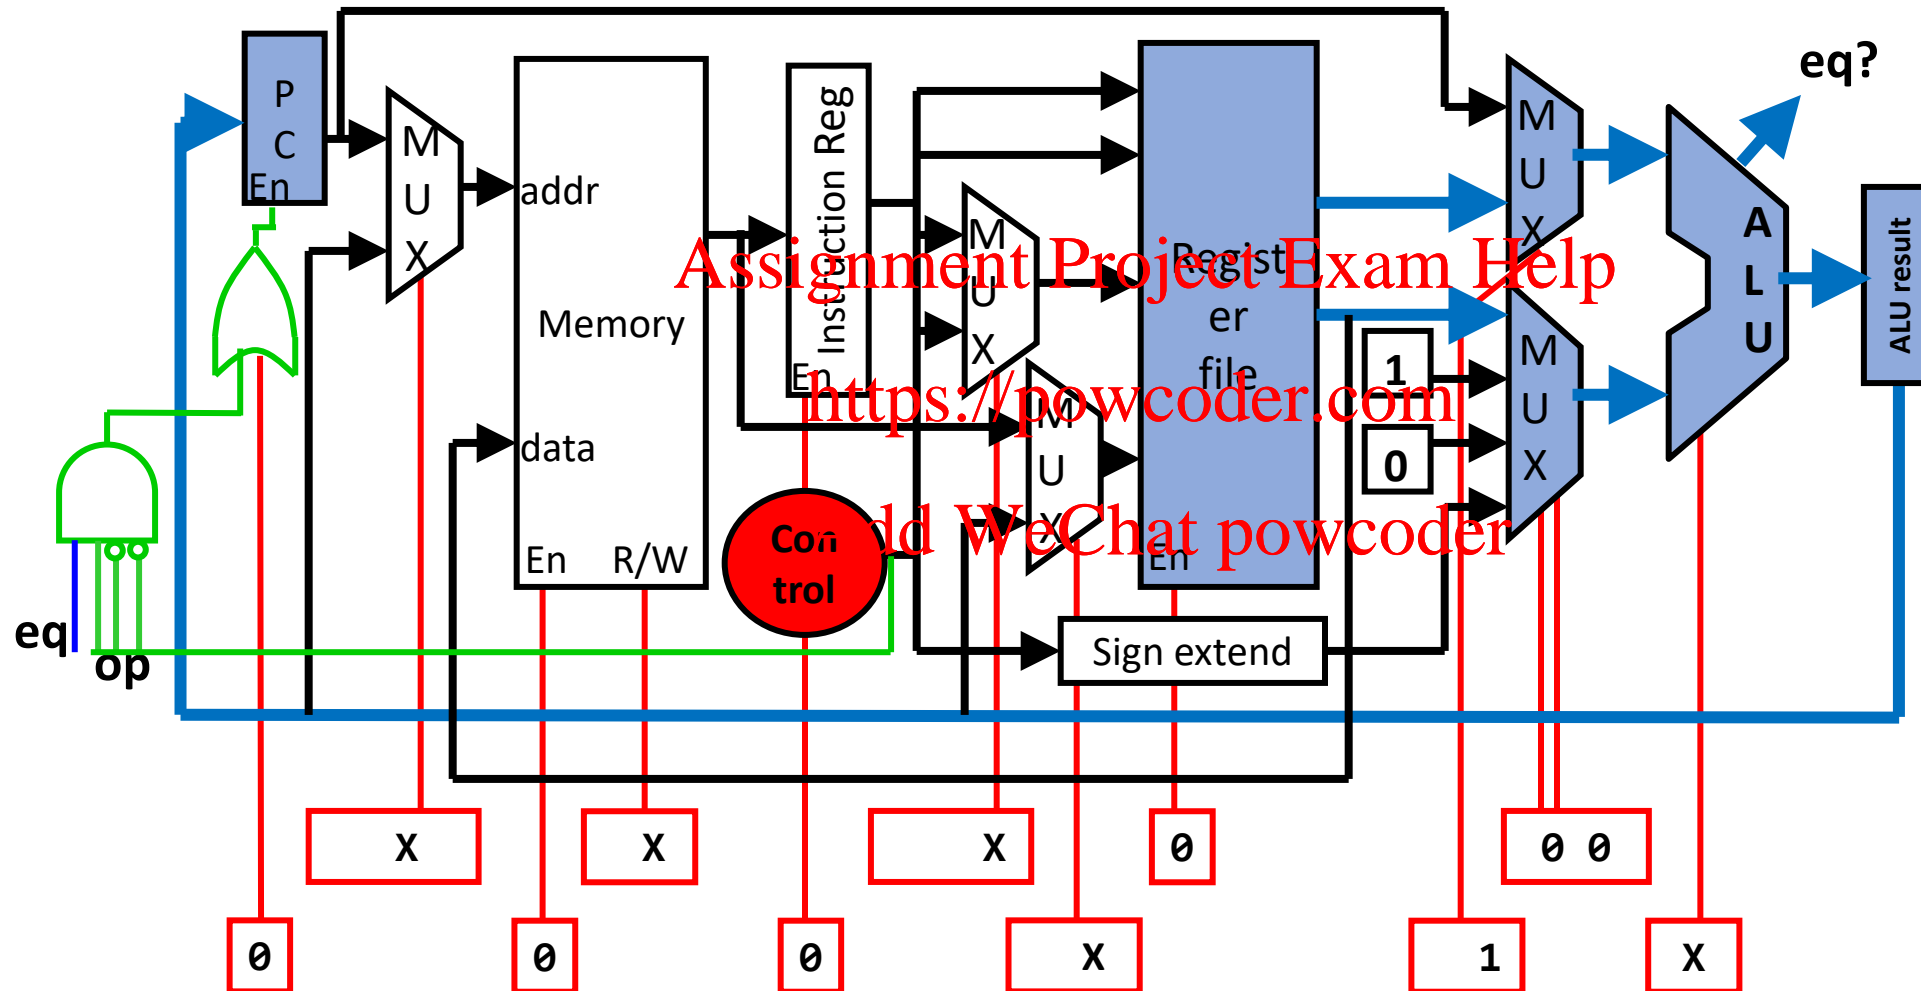 eq?
P
C
En
M
U
X
addr
Memory
data
En R/W
Instruction Reg
En
M
U
X
M
U
X
Regist
er
file
En
Assignment Project Exam Help
https://powcoder.com
dd WeChat powcoder
Con
trol
Sign extend
1
0
M
U
X
M
U
X
A
L
U
ALU result
eq
op
X
X
X
0
0 0
0
0
0
X
1
X